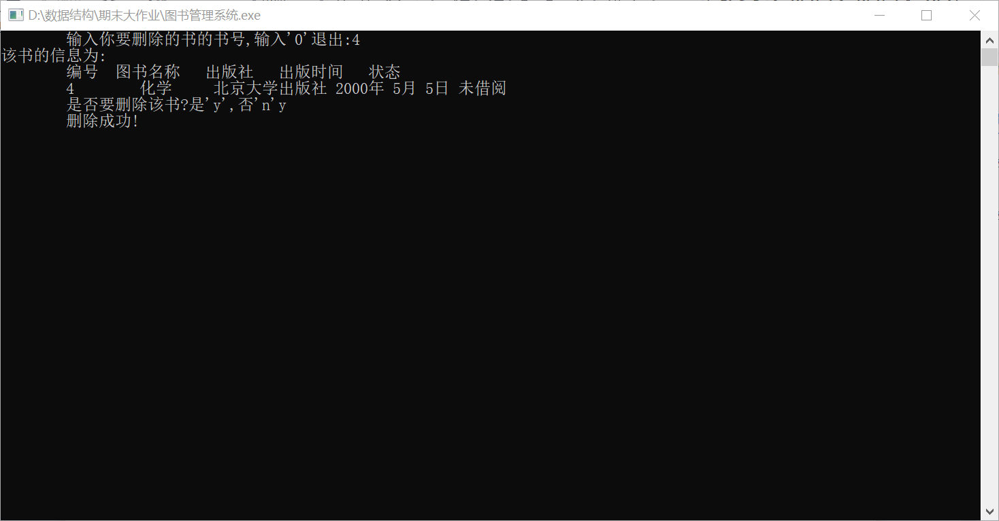 D:\数据结构\期末大作业\图书管理系统.exe
输入你要删除的书的书号,输入'0'退出:4
该书的信息为:
编号 图书名称 出版社 出版时间 状态
4 化学 北京大学出版社 2000年 5月 5日 未借阅
是否要删除该书?是'y',否'n'y
删除成功!